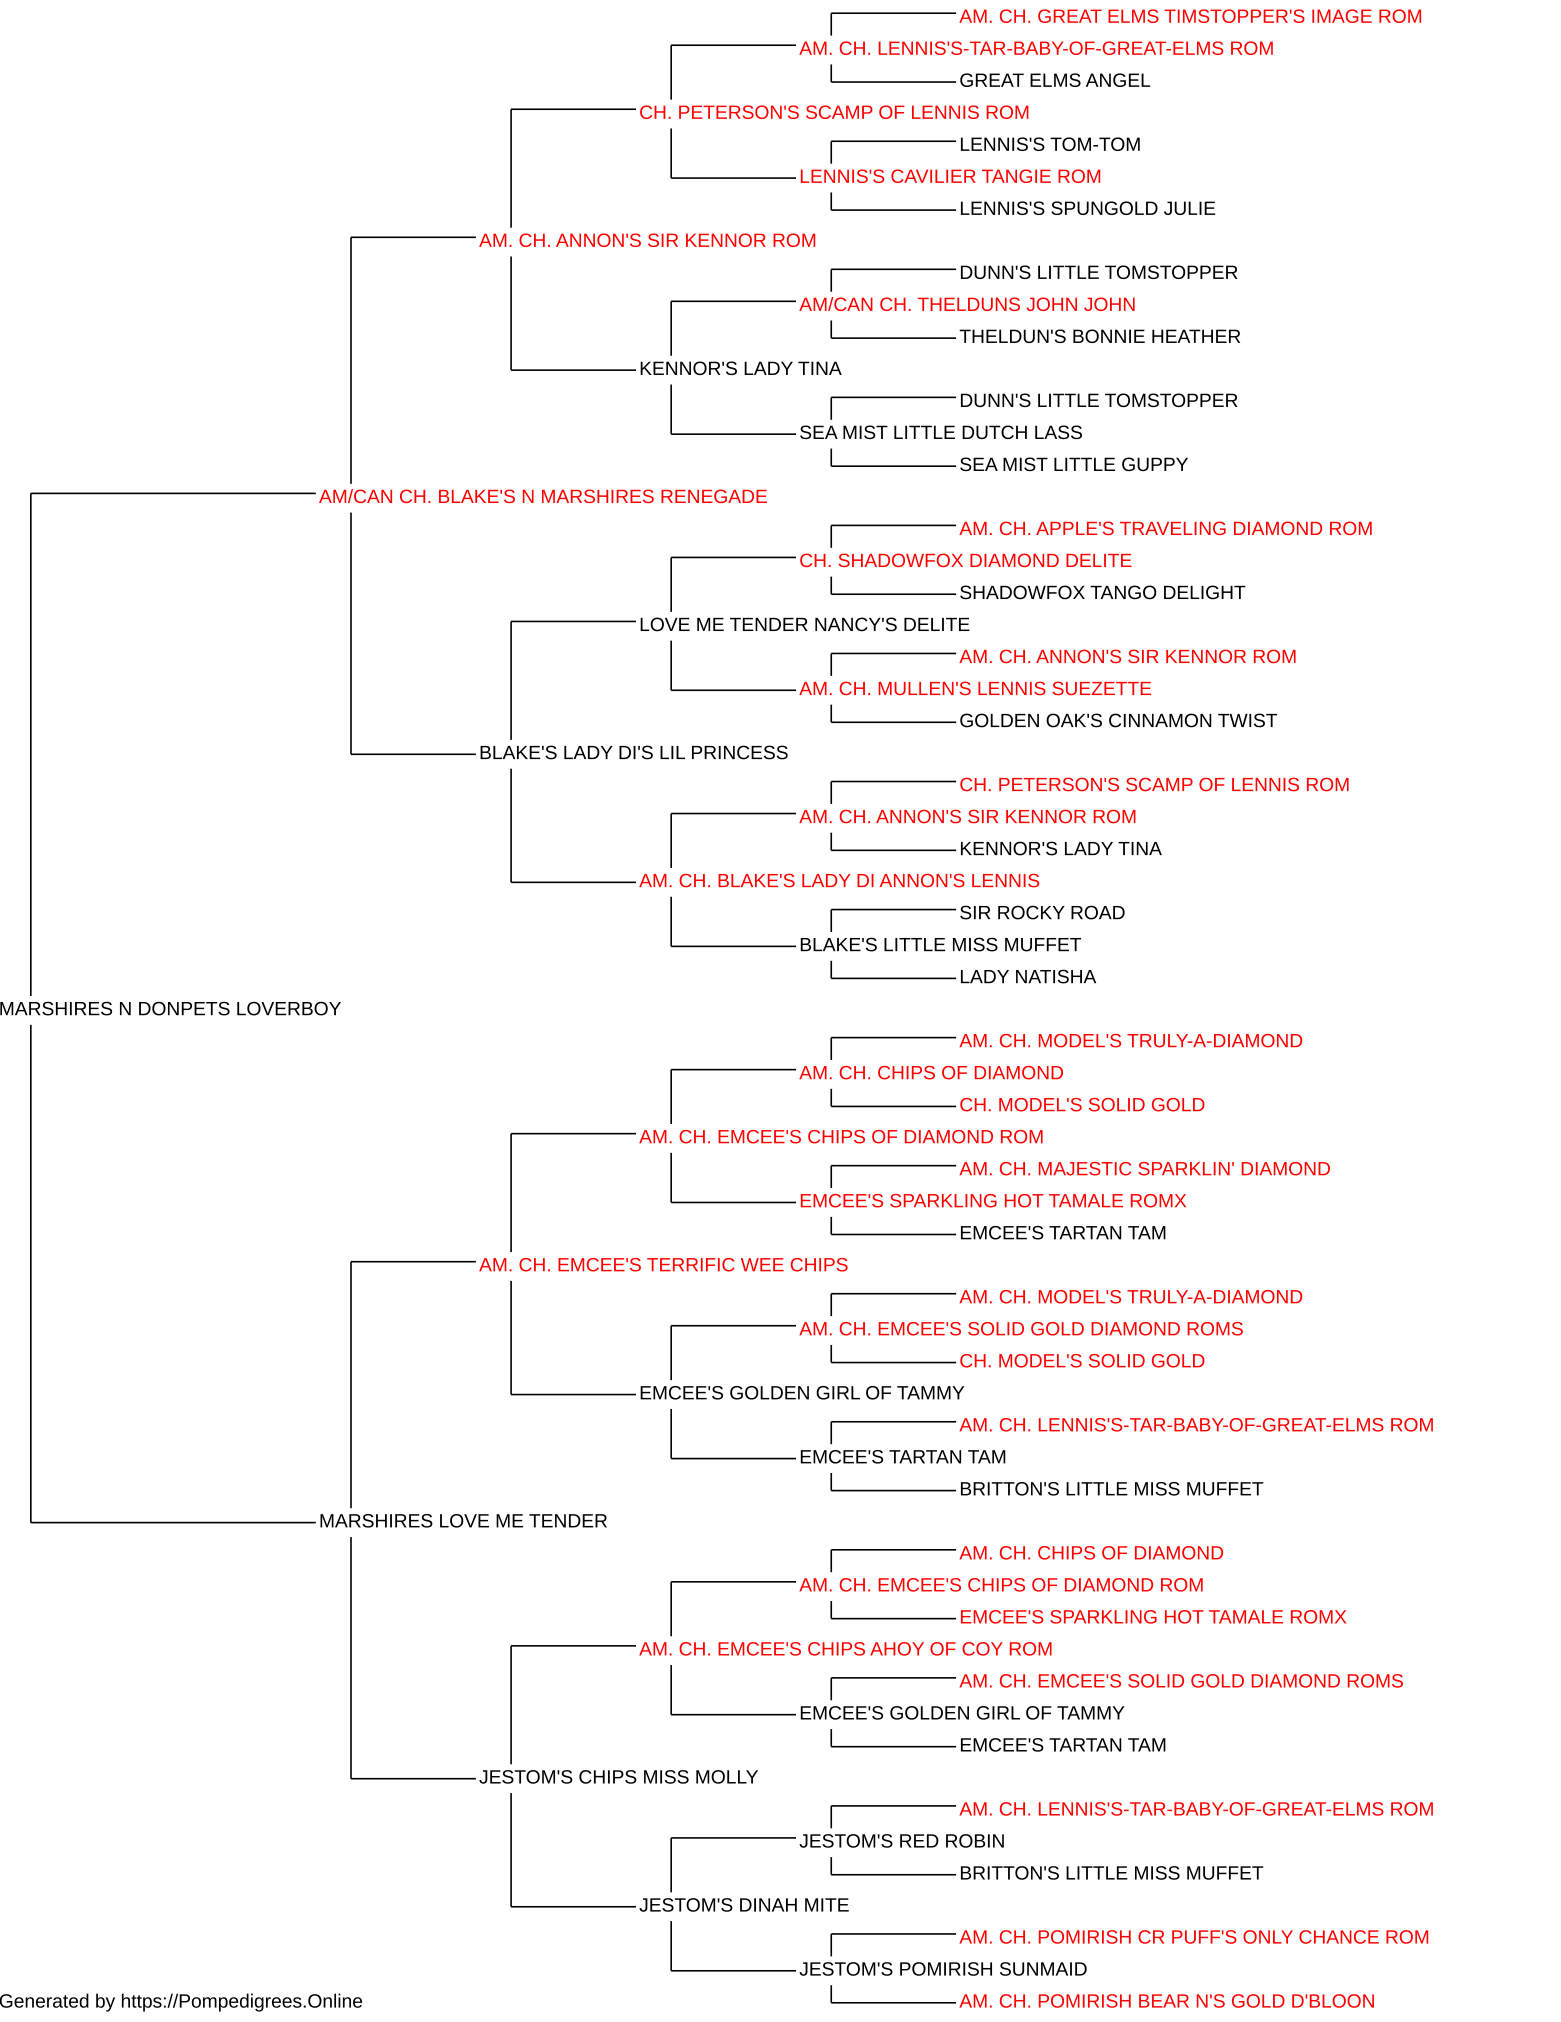 AM. CH. GREAT ELMS TIMSTOPPER'S IMAGE ROM
AM. CH. LENNIS'S-TAR-BABY-OF-GREAT-ELMS ROM
GREAT ELMS ANGEL
CH. PETERSON'S SCAMP OF LENNIS ROM
LENNIS'S TOM-TOM
LENNIS'S CAVILIER TANGIE ROM
LENNIS'S SPUNGOLD JULIE
AM. CH. ANNON'S SIR KENNOR ROM
DUNN'S LITTLE TOMSTOPPER
AM/CAN CH. THELDUNS JOHN JOHN
THELDUN'S BONNIE HEATHER
KENNOR'S LADY TINA
DUNN'S LITTLE TOMSTOPPER
SEA MIST LITTLE DUTCH LASS
SEA MIST LITTLE GUPPY
AM/CAN CH. BLAKE'S N MARSHIRES RENEGADE
AM. CH. APPLE'S TRAVELING DIAMOND ROM
CH. SHADOWFOX DIAMOND DELITE
SHADOWFOX TANGO DELIGHT
LOVE ME TENDER NANCY'S DELITE
AM. CH. ANNON'S SIR KENNOR ROM
AM. CH. MULLEN'S LENNIS SUEZETTE
GOLDEN OAK'S CINNAMON TWIST
BLAKE'S LADY DI'S LIL PRINCESS
CH. PETERSON'S SCAMP OF LENNIS ROM
AM. CH. ANNON'S SIR KENNOR ROM
KENNOR'S LADY TINA
AM. CH. BLAKE'S LADY DI ANNON'S LENNIS
SIR ROCKY ROAD
BLAKE'S LITTLE MISS MUFFET
LADY NATISHA
MARSHIRES N DONPETS LOVERBOY
AM. CH. MODEL'S TRULY-A-DIAMOND
AM. CH. CHIPS OF DIAMOND
CH. MODEL'S SOLID GOLD
AM. CH. EMCEE'S CHIPS OF DIAMOND ROM
AM. CH. MAJESTIC SPARKLIN' DIAMOND
EMCEE'S SPARKLING HOT TAMALE ROMX
EMCEE'S TARTAN TAM
AM. CH. EMCEE'S TERRIFIC WEE CHIPS
AM. CH. MODEL'S TRULY-A-DIAMOND
AM. CH. EMCEE'S SOLID GOLD DIAMOND ROMS
CH. MODEL'S SOLID GOLD
EMCEE'S GOLDEN GIRL OF TAMMY
AM. CH. LENNIS'S-TAR-BABY-OF-GREAT-ELMS ROM
EMCEE'S TARTAN TAM
BRITTON'S LITTLE MISS MUFFET
MARSHIRES LOVE ME TENDER
AM. CH. CHIPS OF DIAMOND
AM. CH. EMCEE'S CHIPS OF DIAMOND ROM
EMCEE'S SPARKLING HOT TAMALE ROMX
AM. CH. EMCEE'S CHIPS AHOY OF COY ROM
AM. CH. EMCEE'S SOLID GOLD DIAMOND ROMS
EMCEE'S GOLDEN GIRL OF TAMMY
EMCEE'S TARTAN TAM
JESTOM'S CHIPS MISS MOLLY
AM. CH. LENNIS'S-TAR-BABY-OF-GREAT-ELMS ROM
JESTOM'S RED ROBIN
BRITTON'S LITTLE MISS MUFFET
JESTOM'S DINAH MITE
AM. CH. POMIRISH CR PUFF'S ONLY CHANCE ROM
JESTOM'S POMIRISH SUNMAID
AM. CH. POMIRISH BEAR N'S GOLD D'BLOON
Generated by https://Pompedigrees.Online